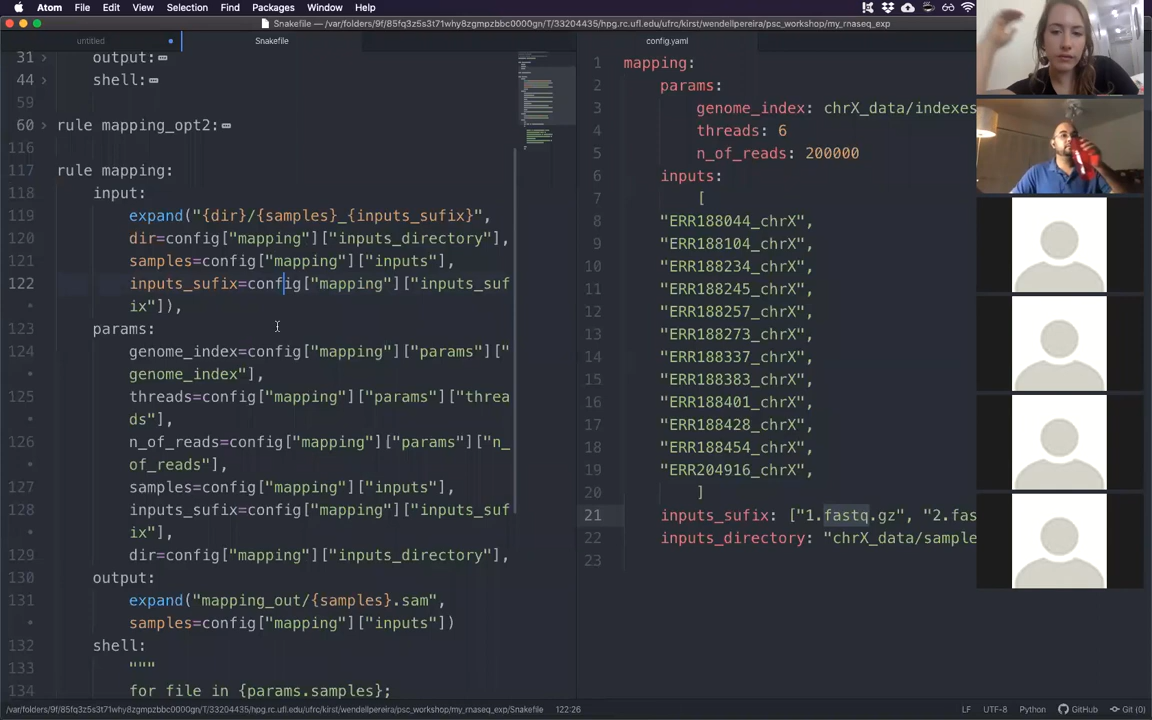 Atom File Edit View Selection Find Packages Window Help
Snakefile — /var/folders/9f/85fq3z5s3t71why8zgmpzbbc0000gn/T/33204435/hpg.rc.ufl.edu/ufrc/kirst/wendellpereira/psc_workshop/my_rnaseq_exp
untitled
Snakefile
config.yaml
31 output:
44 shell:
59
60 rule mapping_opt2:
116
117 rule mapping:
118 input:
119 expand("{dir}/{samples}_{inputs_sufix}",
120 dir=config["mapping"]["inputs_directory"],
121 samples=config["mapping"]["inputs"],
122 inputs_sufix=config["mapping"]["inputs_suf
ix"]),
123 params:
124 genome_index=config["mapping"]["params"]["
genome_index"],
125 threads=config["mapping"]["params"]["threa
ds"],
126 n_of_reads=config["mapping"]["params"]["n_
of_reads"],
127 samples=config["mapping"]["inputs"],
128 inputs_sufix=config["mapping"]["inputs_suf
ix"],
129 dir=config["mapping"]["inputs_directory"],
130 output:
131 expand("mapping_out/{samples}.sam",
132 samples=config["mapping"]["inputs"])
132 shell:
133 """
134 for file in {params.samples};
1 mapping:
2 params:
3 genome_index: chrX_data/indexes
4 threads: 6
5 n_of_reads: 200000
6 inputs:
7 [
8 "ERR188044_chrX",
9 "ERR188104_chrX",
10 "ERR188234_chrX",
11 "ERR188245_chrX",
12 "ERR188257_chrX",
13 "ERR188273_chrX",
14 "ERR188337_chrX",
15 "ERR188383_chrX",
16 "ERR188401_chrX",
17 "ERR188428_chrX",
18 "ERR188454_chrX",
19 "ERR204916_chrX",
20 ]
21 inputs_sufix: ["1.fastq.gz", "2.fas
22 inputs_directory: "chrX_data/sample
23
/var/folders/9f/85fq3z5s3t71why8zgmpzbbc0000gn/T/33204435/hpg.rc.ufl.edu/ufrc/kirst/wendellpereira/psc_workshop/my_rnaseq_exp/Snakefile 122:26
LF UTF-8 Python GitHub Git (0)